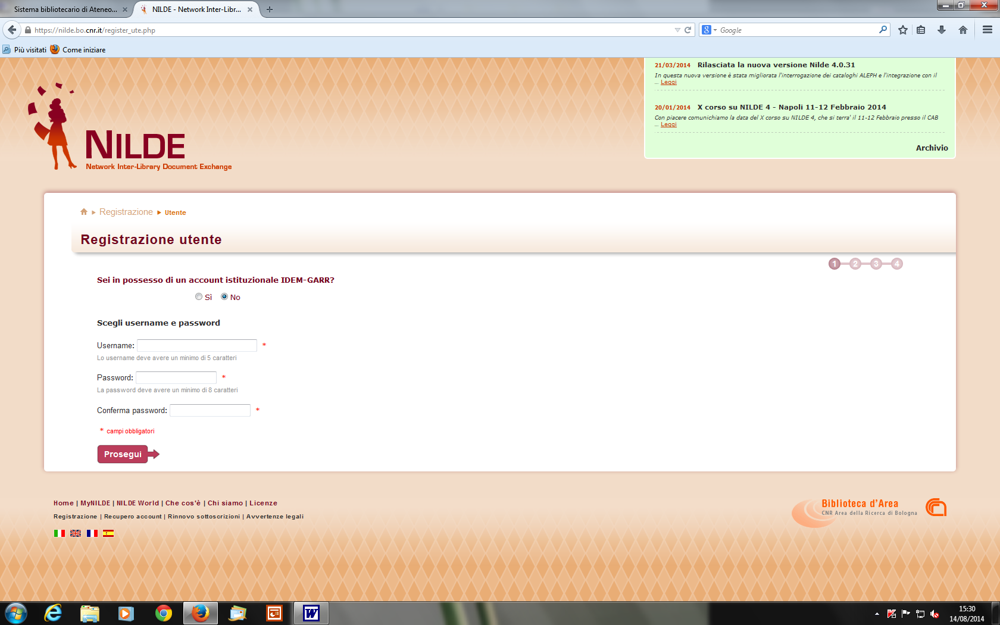 Sistema bibliotecario di Ateneo...
NILDE - Network Inter-Libr...
https://nilde.bo.cnr.it/register_ute.php
Google
Più visitati
Come iniziare
21/03/2014 Rilasciata la nuova versione Nilde 4.0.31
In questa nuova versione è stata migliorata l'interrogazione dei cataloghi ALEPH e l'integrazione con il
... Leggi
20/01/2014 X corso su NILDE 4 - Napoli 11-12 Febbraio 2014
Con piacere comunichiamo la data del X corso su NILDE 4, che si terra' il 11-12 Febbraio presso il CAB
... Leggi
Archivio
NILDE
Network Inter-Library Document Exchange
Registrazione Utente
Registrazione utente
1 2 3 4
Sei in possesso di un account istituzionale IDEM-GARR?
Sì No
Scegli username e password
Username: *
Lo username deve avere un minimo di 5 caratteri
Password: *
La password deve avere un minimo di 8 caratteri
Conferma password: *
* campi obbligatori
Prosegui
Home | MyNILDE | NILDE World | Che cos'è | Chi siamo | Licenze
Registrazione | Recupero account | Rinnovo sottoscrizioni | Avvertenze legali
Biblioteca d'Area
CNR Area della Ricerca di Bologna
15:30
14/08/2014